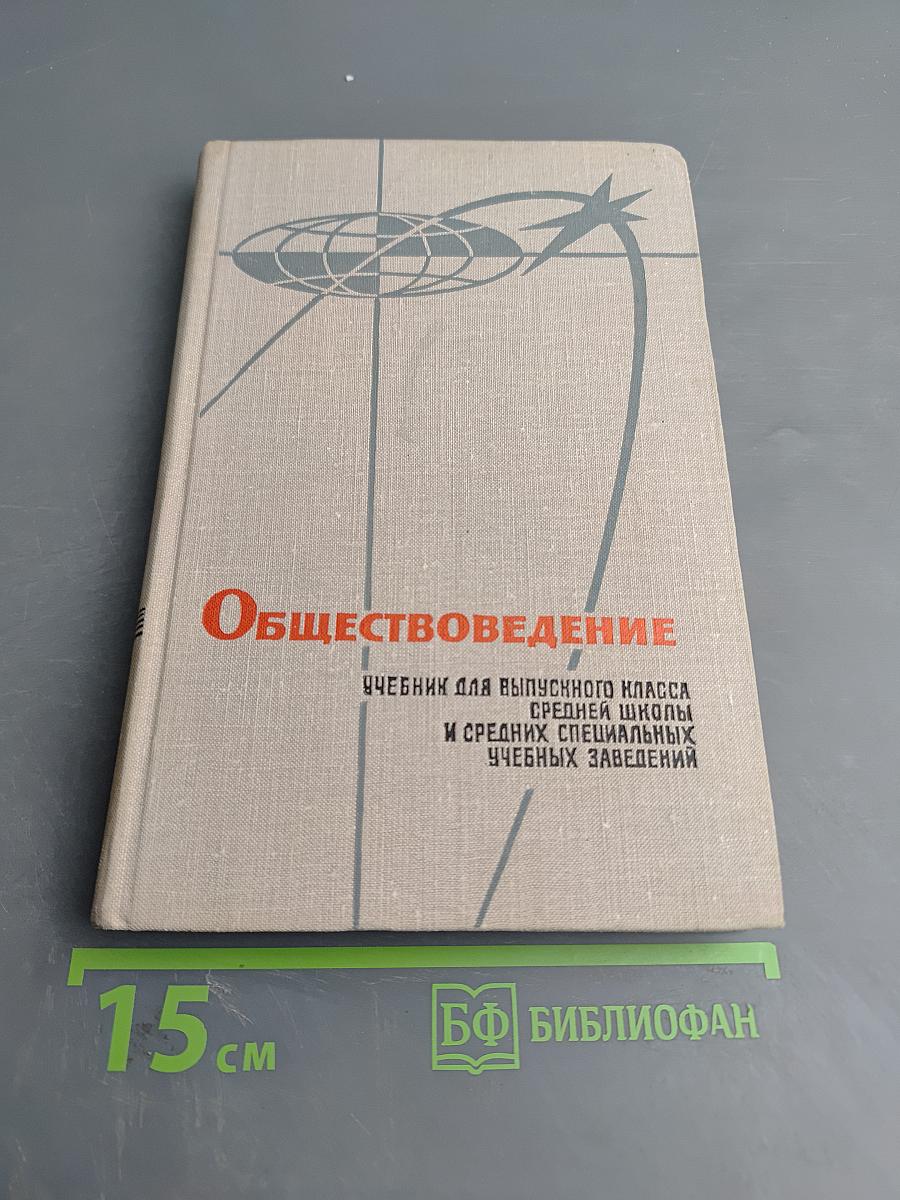 Обществоведение
УЧЕБНИК ДЛЯ ВЫПУСКНОГО КЛАССА
СРЕДНЕЙ ШКОЛЫ
И СРЕДНИХ СПЕЦИАЛЬНЫХ
УЧЕБНЫХ ЗАВЕДЕНИЙ
15 см
БФ БИБЛИОФАН